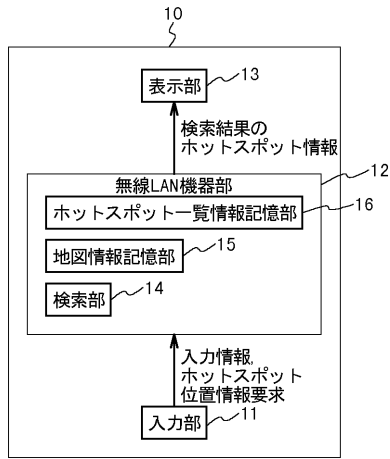 10
表示部
13
検索結果の
ホットスポット情報
12
無線LAN機器部
ホットスポット一覧情報記憶部
16
地図情報記憶部
15
検索部
14
入力情報,
ホットスポット
位置情報要求
入力部
11